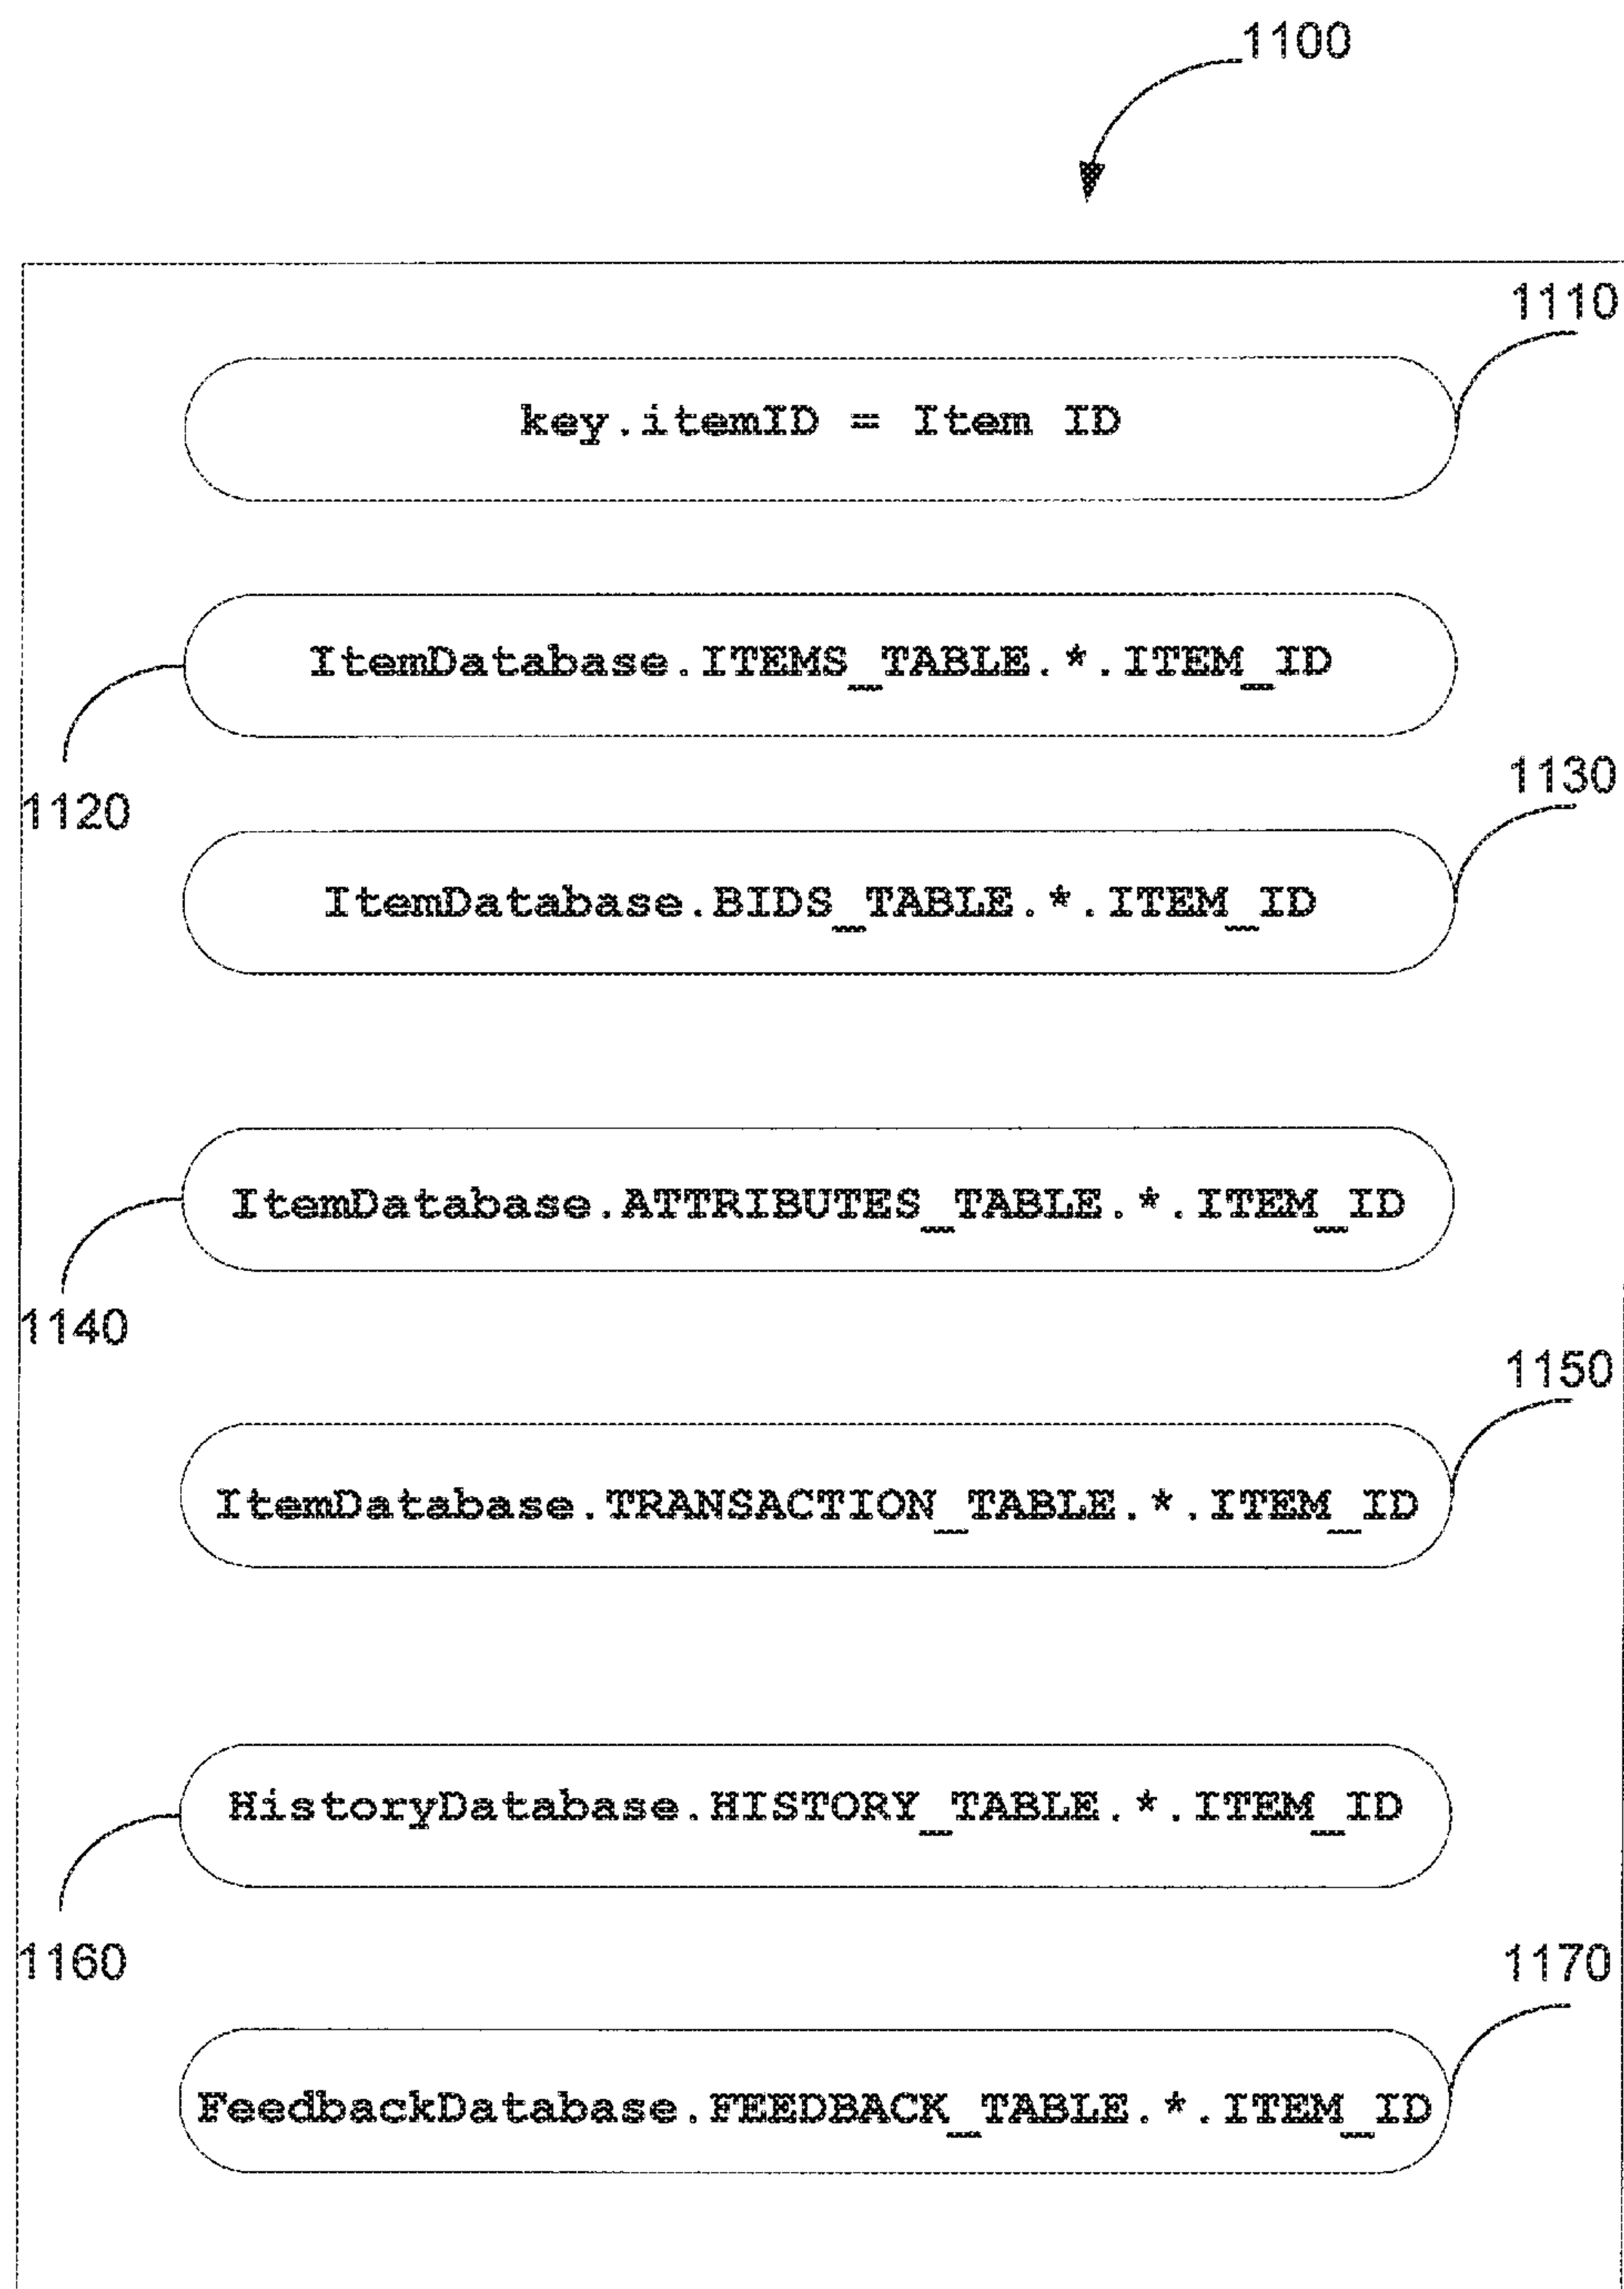 1100
1110
key.itemID = Item ID
ItemDatabase.ITEMS_TABLE.*.ITEM_ID
1120
1130
ItemDatabase.BIDS_TABLE.*.ITEM_ID
ItemDatabase.ATTRIBUTES_TABLE.*.ITEM_ID
1140
1150
ItemDatabase.TRANSACTION_TABLE.*.ITEM_ID
HistoryDatabase.HISTORY_TABLE.*.ITEM_ID
1160
1170
FeedbackDatabase.FEEDBACK_TABLE.*.ITEM_ID